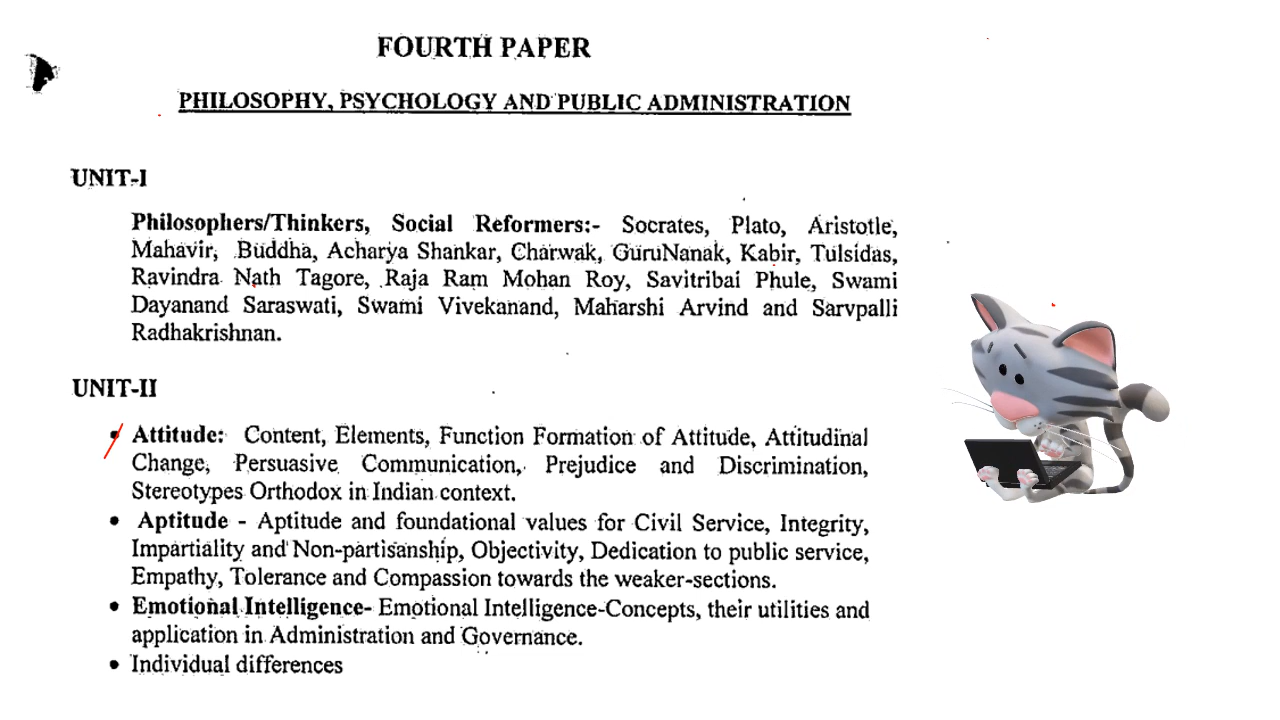 FOURTH PAPER
PHILOSOPHY, PSYCHOLOGY AND PUBLIC ADMINISTRATION
UNIT-I
Philosophers/Thinkers, Social Reformers:- Socrates, Plato, Aristotle,
Mahavir, Buddha, Acharya Shankar, Charwak, GuruNanak, Kabir, Tulsidas,
Ravindra Nath Tagore, Raja Ram Mohan Roy, Savitribai Phule, Swami
Dayanand Saraswati, Swami Vivekanand, Maharshi Arvind and Sarvpalli
Radhakrishnan.
UNIT-II
• Attitude: Content, Elements, Function Formation of Attitude, Attitudinal
Change, Persuasive Communication, Prejudice and Discrimination,
Stereotypes Orthodox in Indian context.
• Aptitude - Aptitude and foundational values for Civil Service, Integrity,
Impartiality and Non-partisanship, Objectivity, Dedication to public service,
Empathy, Tolerance and Compassion towards the weaker-sections.
• Emotional Intelligence- Emotional Intelligence-Concepts, their utilities and
application in Administration and Governance.
• Individual differences